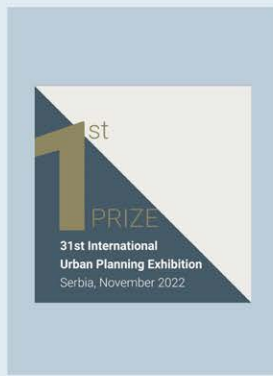 1st
PRIZE
31st International
Urban Planning Exhibition
Serbia, November 2022